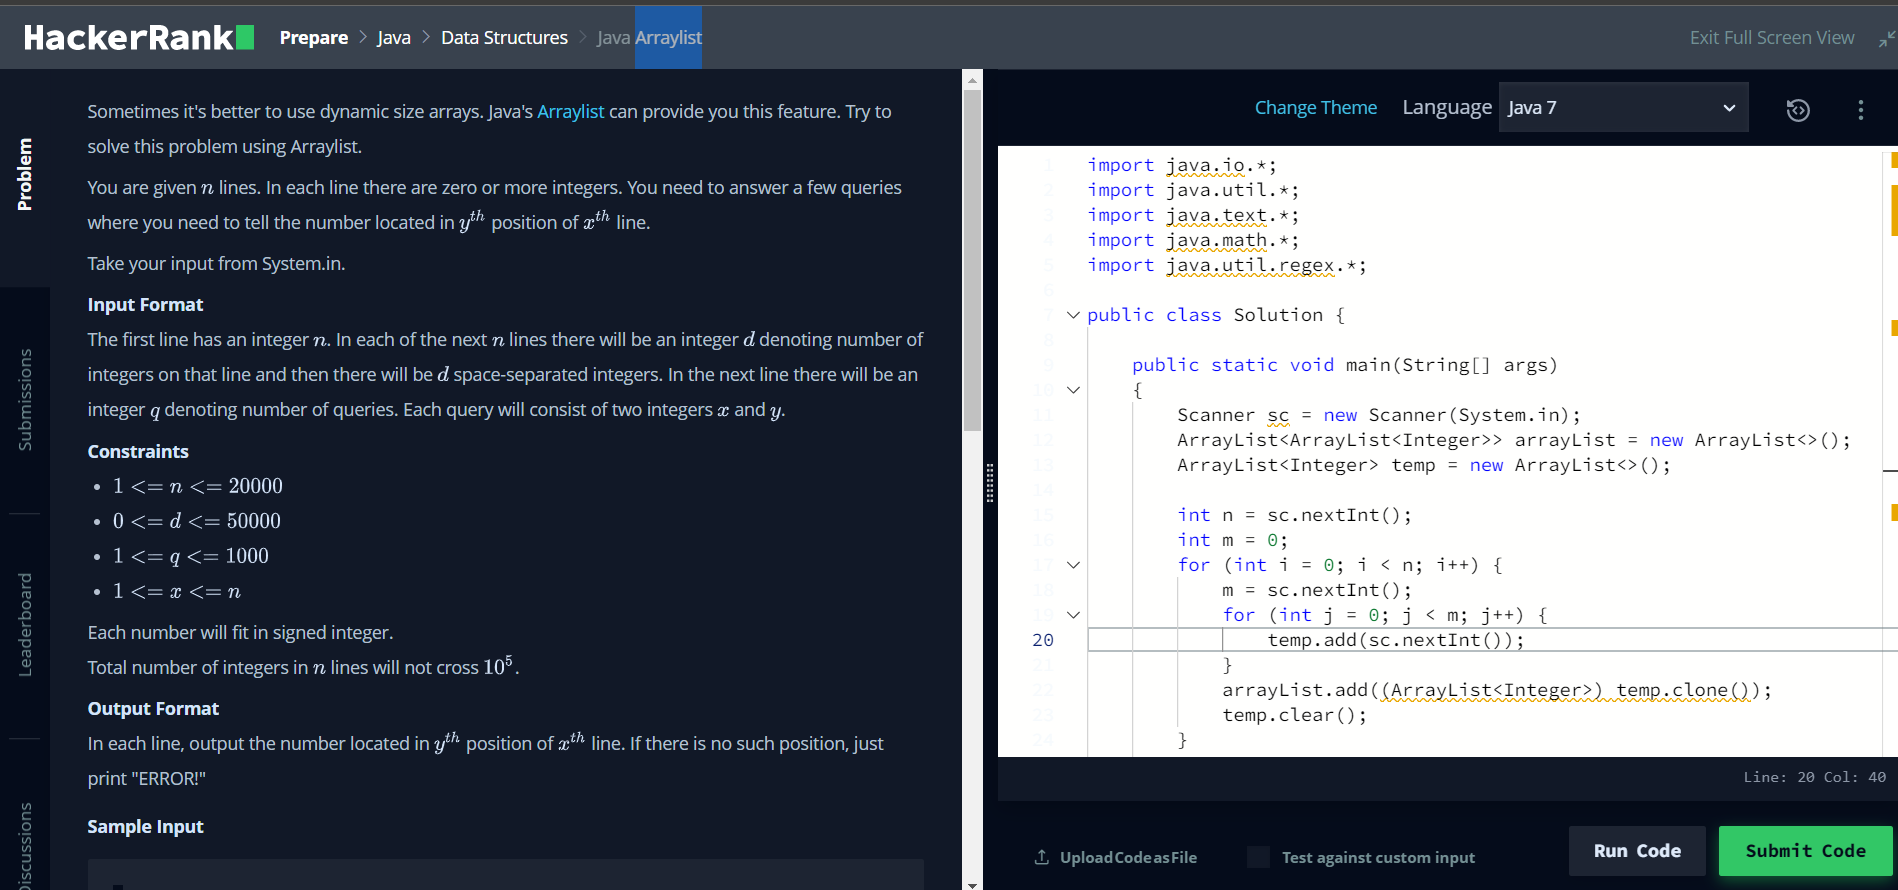 HackerRank
Prepare > Java > Data Structures > Java Arraylist
Exit Full Screen View
Problem
Submissions
Leaderboard
Discussions
Sometimes it's better to use dynamic size arrays. Java's Arraylist can provide you this feature. Try to
solve this problem using Arraylist.
You are given n lines. In each line there are zero or more integers. You need to answer a few queries
where you need to tell the number located in y^th position of x^th line.
Take your input from System.in.
Input Format
The first line has an integer n. In each of the next n lines there will be an integer d denoting number of
integers on that line and then there will be d space-separated integers. In the next line there will be an
integer q denoting number of queries. Each query will consist of two integers x and y.
Constraints
• 1 <= n <= 20000
• 0 <= d <= 50000
• 1 <= q <= 1000
• 1 <= x <= n
Each number will fit in signed integer.
Total number of integers in n lines will not cross 10^5.
Output Format
In each line, output the number located in y^th position of x^th line. If there is no such position, just
print "ERROR!"
Sample Input
Change Theme Language Java 7
1 import java.io.*;
2 import java.util.*;
3 import java.text.*;
4 import java.math.*;
5 import java.util.regex.*;
6
7 public class Solution {
8
9 public static void main(String[] args)
10 {
11 Scanner sc = new Scanner(System.in);
12 ArrayList<ArrayList<Integer>> arrayList = new ArrayList<>();
13 ArrayList<Integer> temp = new ArrayList<>();
14
15 int n = sc.nextInt();
16 int m = 0;
17 for (int i = 0; i < n; i++) {
18 m = sc.nextInt();
19 for (int j = 0; j < m; j++) {
20 temp.add(sc.nextInt());
21 }
22 arrayList.add((ArrayList<Integer>) temp.clone());
23 temp.clear();
24 }
Line: 20 Col: 40
Upload Code as File
Test against custom input
Run Code
Submit Code